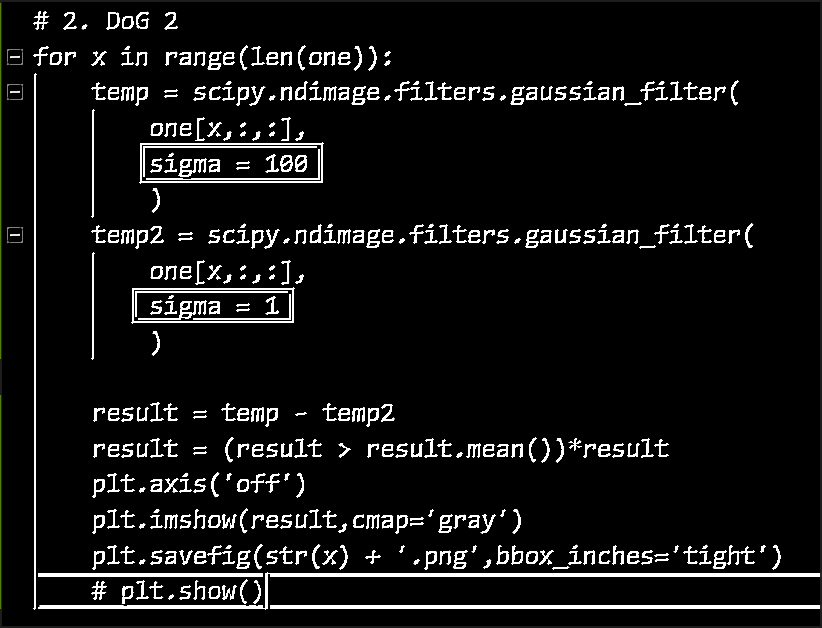 # 2. DoG 2
for x in range(len(one)):
temp = scipy.ndimage.filters.gaussian_filter(
one[x,:,:],
sigma = 100
)
temp2 = scipy.ndimage.filters.gaussian_filter(
one[x,:,:],
sigma = 1
)
result = temp - temp2
result = (result > result.mean())*result
plt.axis('off')
plt.imshow(result,cmap='gray')
plt.savefig(str(x) + '.png',bbox_inches='tight')
# plt.show()